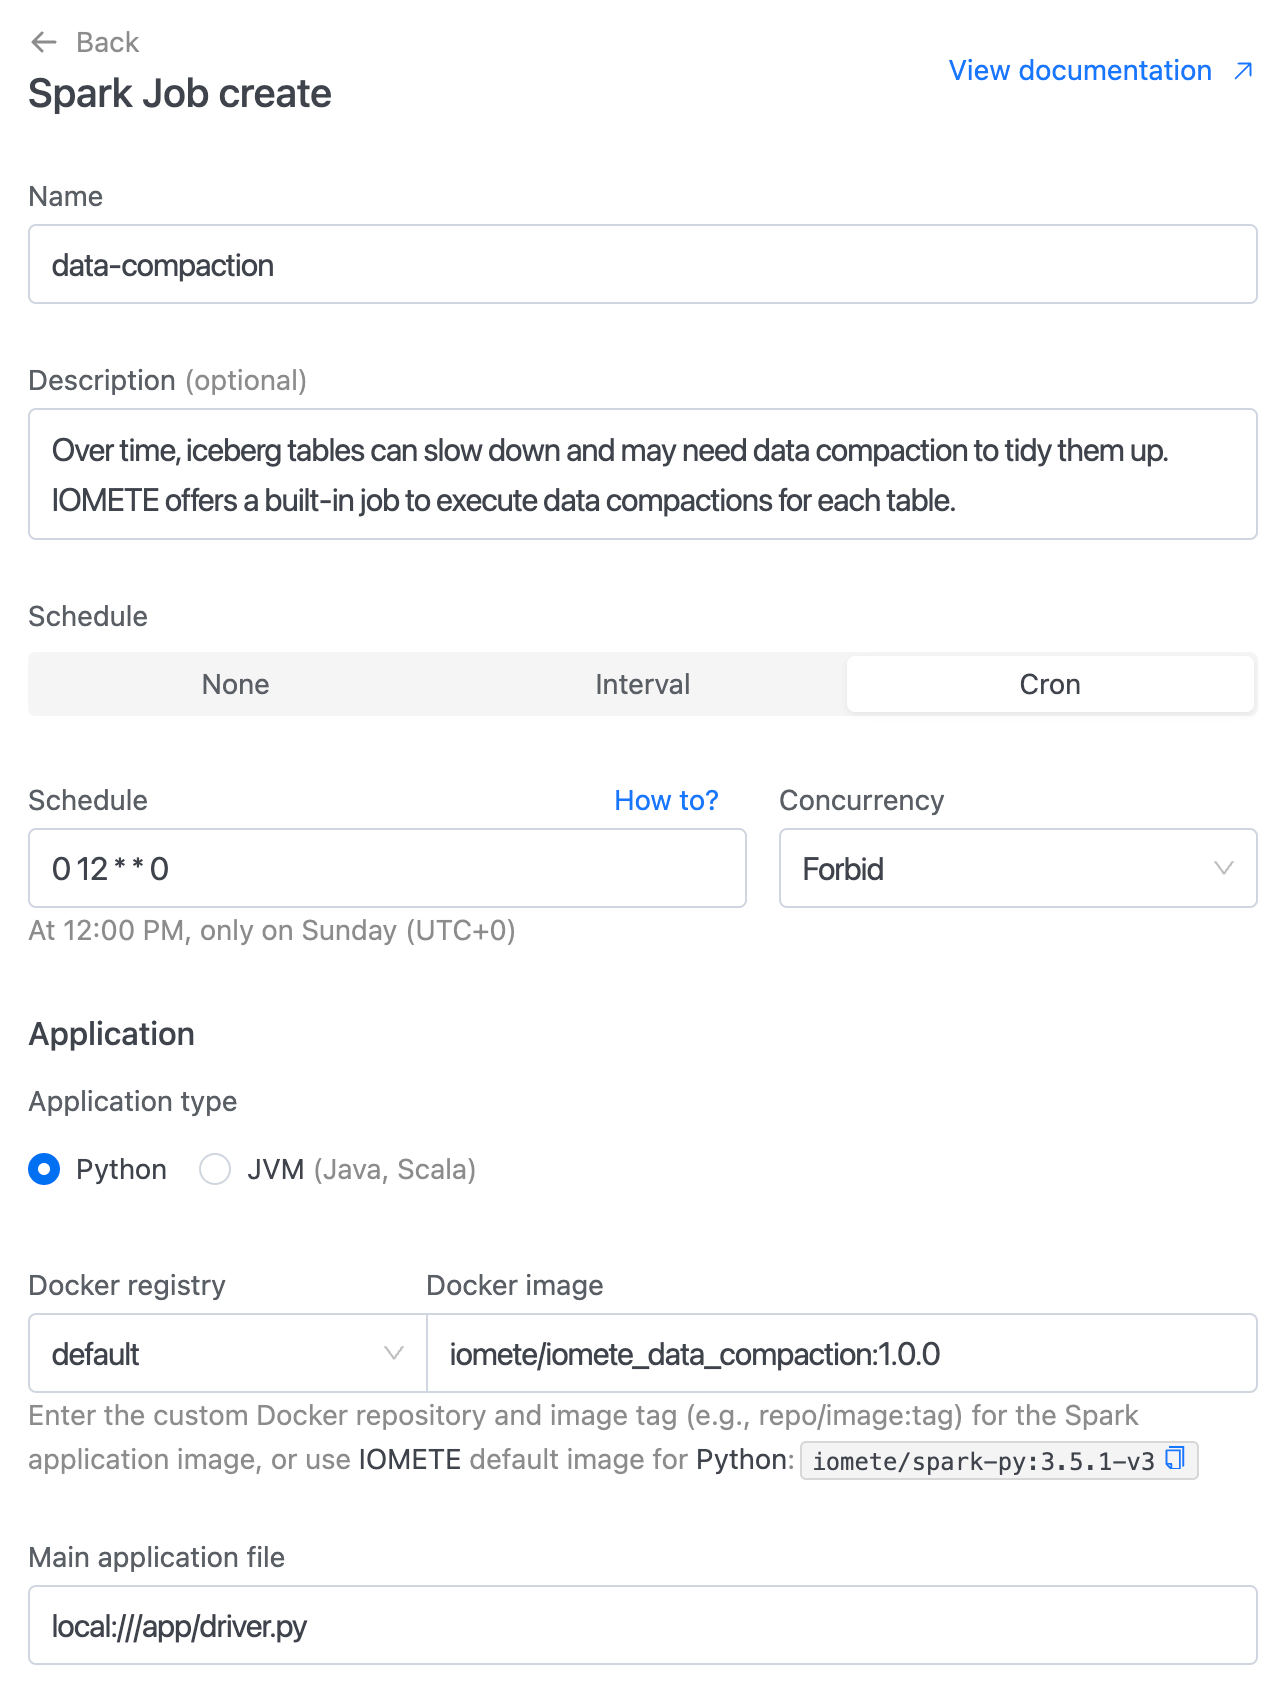 Back
View documentation
Spark Job create
Name
data-compaction
Description (optional)
Over time, iceberg tables can slow down and may need data compaction to tidy them up.
IOMETE offers a built-in job to execute data compactions for each table.
Schedule
None Interval Cron
Schedule How to? Concurrency
0 12 * * 0 Forbid
At 12:00 PM, only on Sunday (UTC+0)
Application
Application type
Python JVM (Java, Scala)
Docker registry Docker image
default iomete/iomete_data_compaction:1.0.0
Enter the custom Docker repository and image tag (e.g., repo/image:tag) for the Spark
application image, or use IOMETE default image for Python: iomete/spark-py:3.5.1-v3
Main application file
local:///app/driver.py